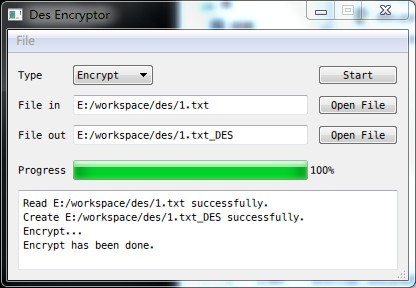 Des Encryptor
File
Type Encrypt Start
File in E:/workspace/des/1.txt Open File
File out E:/workspace/des/1.txt_DES Open File
Progress 100%
Read E:/workspace/des/1.txt successfully.
Create E:/workspace/des/1.txt_DES successfully.
Encrypt...
Encrypt has been done.